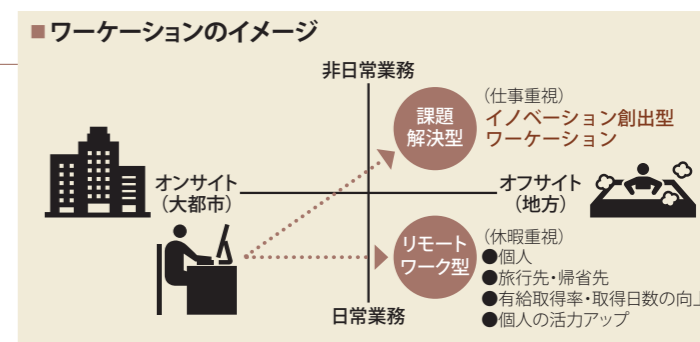 ■ワーケーションのイメージ
非日常業務
課題
解決型
(仕事重視)
イノベーション創出型
ワーケーション
オンサイト
(大都市)
オフサイト
(地方)
リモート
ワーク型
(休暇重視)
●個人
●旅行先・帰省先
●有給取得率・取得日数の向上
●個人の活力アップ
日常業務